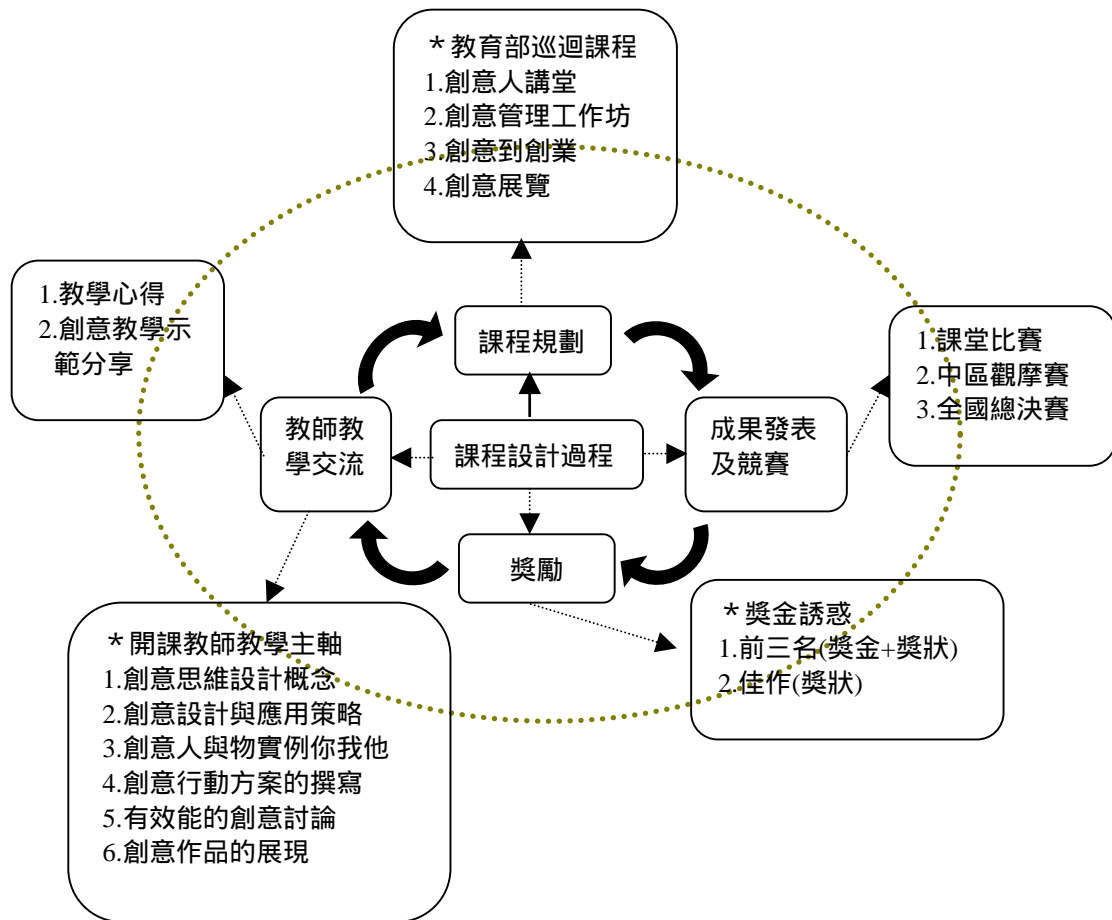 ＊教育部巡迴課程
1.創意人講堂
2.創意管理工作坊
3.創意到創業
4.創意展覽
1.教學心得
2.創意教學示
範分享
課程規劃
1.課堂比賽
2.中區觀摩賽
3.全國總決賽
教師教
學交流
課程設計過程
成果發表
及競賽
獎勵
＊獎金誘惑
1.前三名(獎金+獎狀)
2.佳作(獎狀)
＊開課教師教學主軸
1.創意思維設計概念
2.創意設計與應用策略
3.創意人與物實例你我他
4.創意行動方案的撰寫
5.有效能的創意討論
6.創意作品的展現